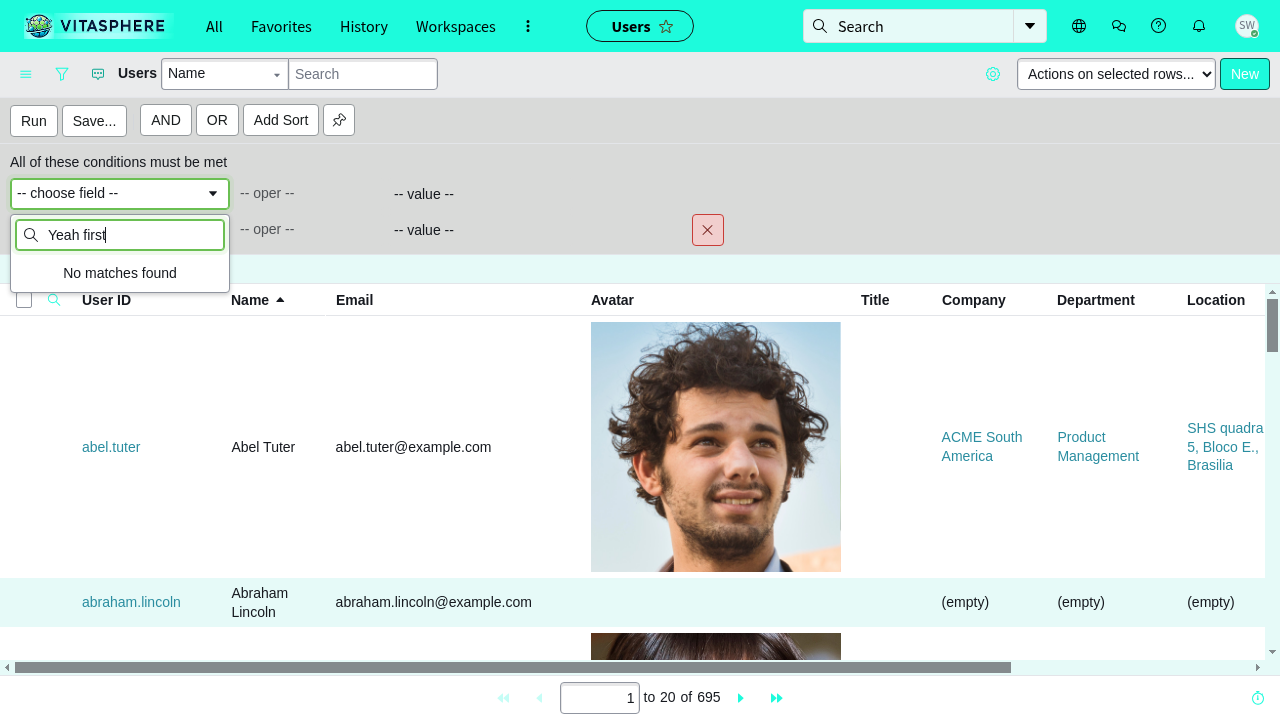 VITASPHERE All Favorites History Workspaces Users Search SW
Users Name Search Actions on selected rows... New
Run Save... AND OR Add Sort
All of these conditions must be met
-- choose field -- -- oper -- -- value --
Yeah first -- oper -- -- value --
No matches found
User ID Name Email Avatar Title Company Department Location
abel.tuter Abel Tuter abel.tuter@example.com ACME South America Product Management SHS quadra 5, Bloco E., Brasilia
abraham.lincoln Abraham Lincoln abraham.lincoln@example.com (empty) (empty) (empty)
1 to 20 of 695